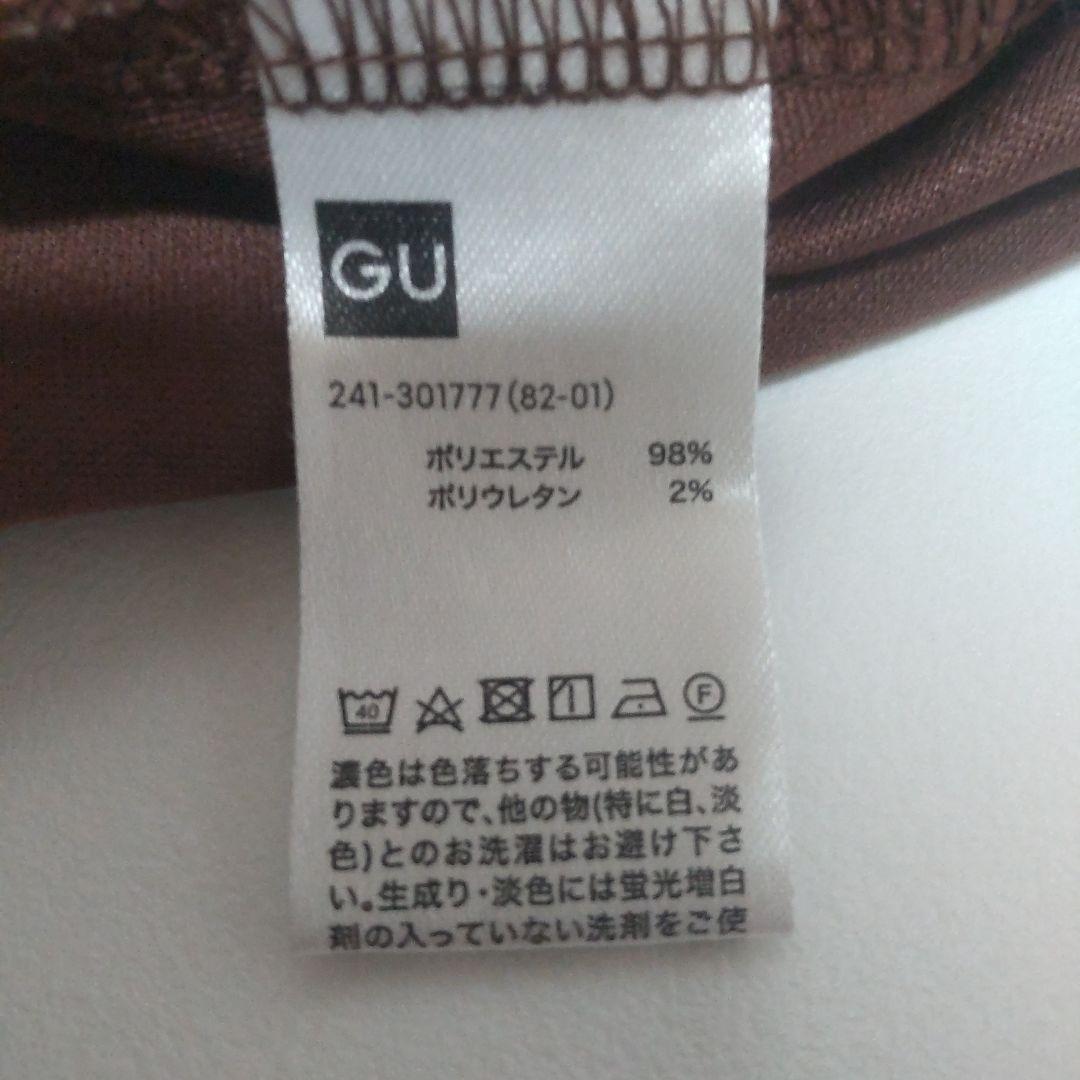 GU
241-301777(82-01)
ポリエステル 98%
ポリウレタン 2%
40 F
濃色は色落ちする可能性があ
りますので、他の物(特に白、淡
色)とのお洗濯はお避け下さ
い。生成り・淡色には蛍光増白
剤の入っていない洗剤をご使